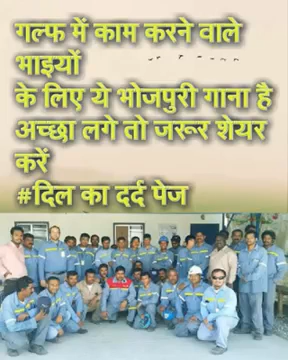 गल्फ में काम करने वाले
भाइयों
के लिए ये भोजपुरी गाना है
अच्छा लगे तो जरूर शेयर
करें
#दिल का दर्द पेज